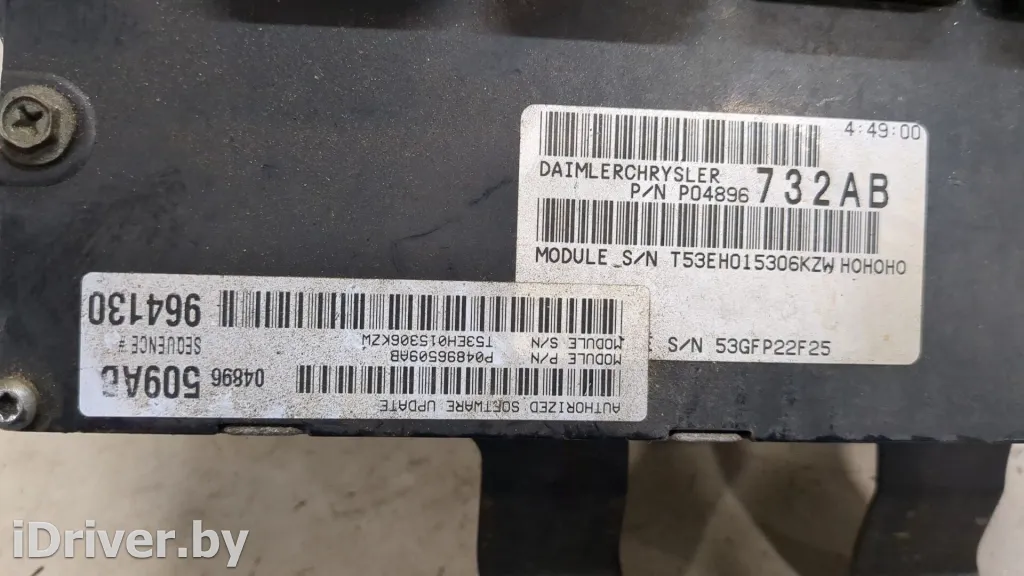 4:49:00
DAIMLERCHRYSLER
P/N P04896 732AB
MODULE_S/N T53EH015306KZW HOHOHO
E S/N 53GFP22F25
AUTHORIZED SOFTWARE UPDATE
04896 509AB
MODULE P/N P04896509AB
MODULE S/N T53EH015306KZW
SEQUENCE # 964130
iDriver.by